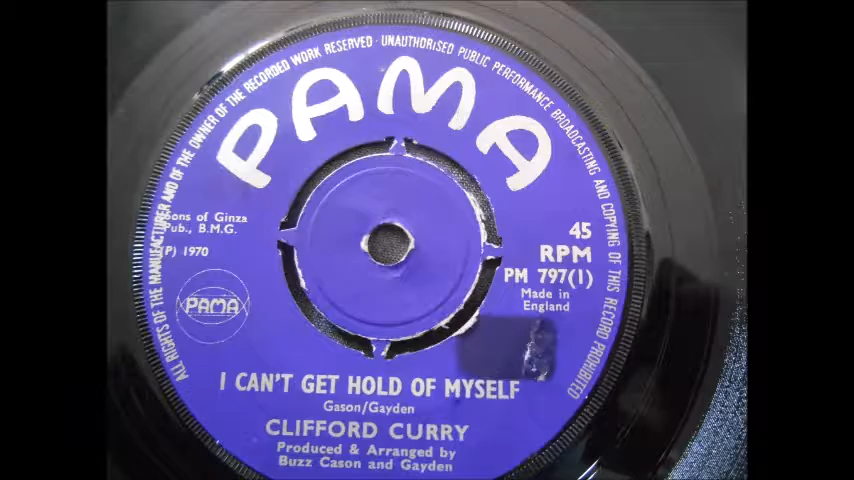 ALL RIGHTS OF THE MANUFACTURER AND OF THE OWNER OF THE RECORDED WORK RESERVED · UNAUTHORISED PUBLIC PERFORMANCE BROADCASTING AND COPYING OF THIS RECORD PROHIBITED
PAMA
Sons of Ginza
Pub., B.M.G.
(P) 1970
PAMA
45
RPM
PM 797(1)
Made in
England
I CAN'T GET HOLD OF MYSELF
Gason/Gayden
CLIFFORD CURRY
Produced & Arranged by
Buzz Cason and Gayden